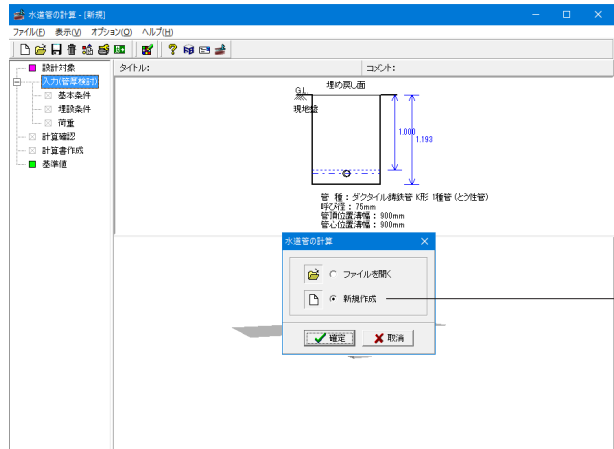 水道管の計算 - [新規]
ファイル(F) 表示(V) オプション(O) ヘルプ(H)
設計対象
入力(管厚検討)
基本条件
埋設条件
荷重
計算確認
計算書作成
基準値
タイトル:
コメント:
埋め戻し面
G.L
現地盤
1.000
1.193
管 種 : ダクタイル鋳鉄管 K形 1種管 (とう性管)
呼び径 : 75mm
管頂位置溝幅 : 900mm
管心位置溝幅 : 900mm
水道管の計算
ファイルを開く
新規作成
確定
取消